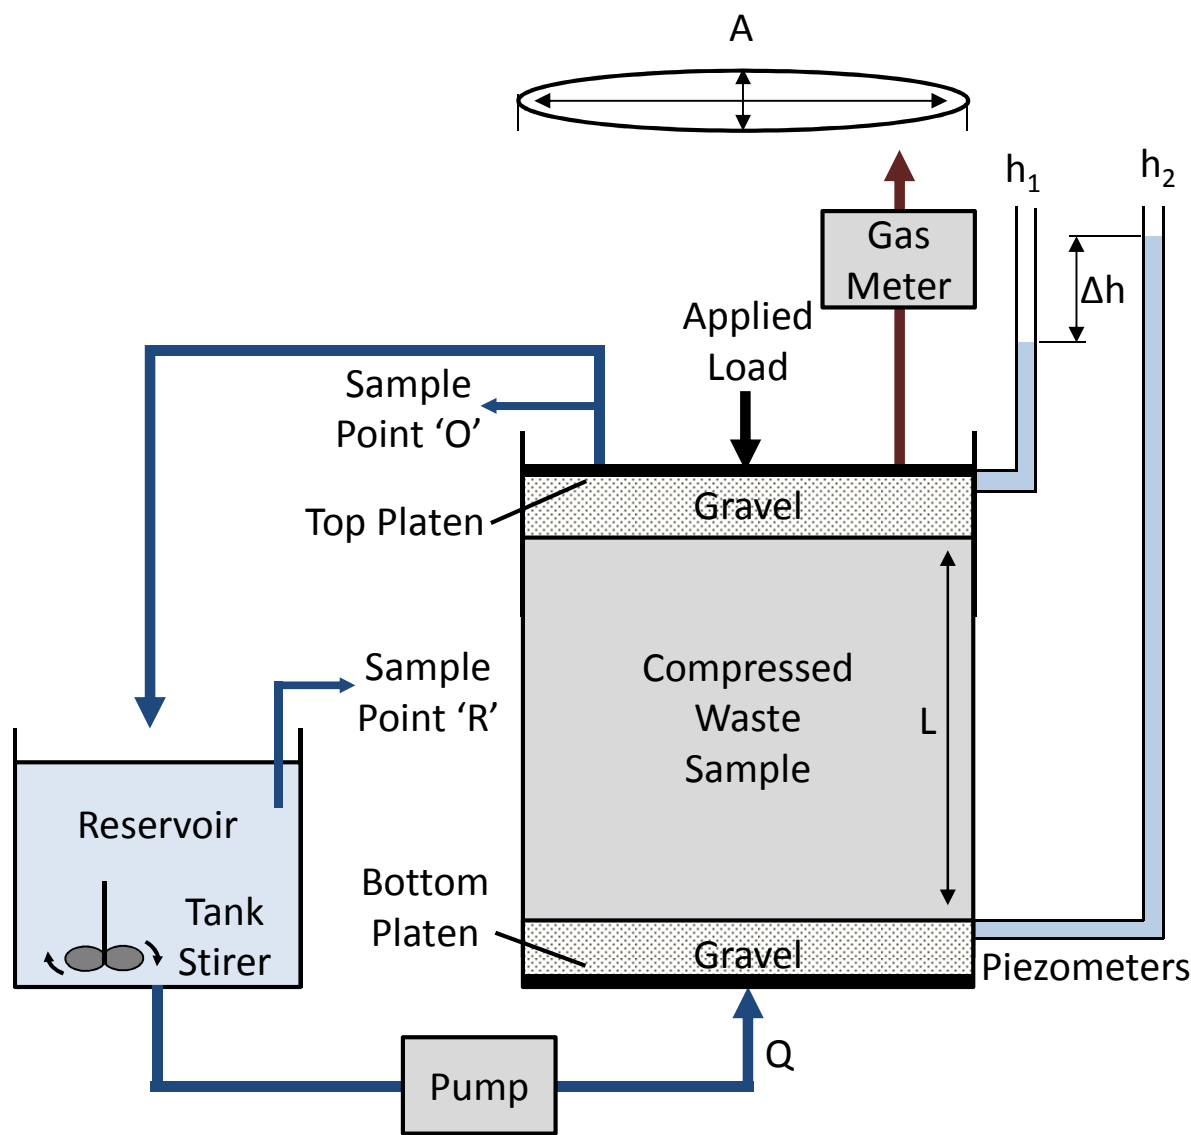 A
h₁
h₂
Gas
Meter
Δh
Applied
Load
Sample
Point ‘O’
Top Platen
Gravel
Sample
Point ‘R’
Compressed
Waste
Sample
L
Reservoir
Tank
Stirer
Bottom
Platen
Gravel
Piezometers
Q
Pump